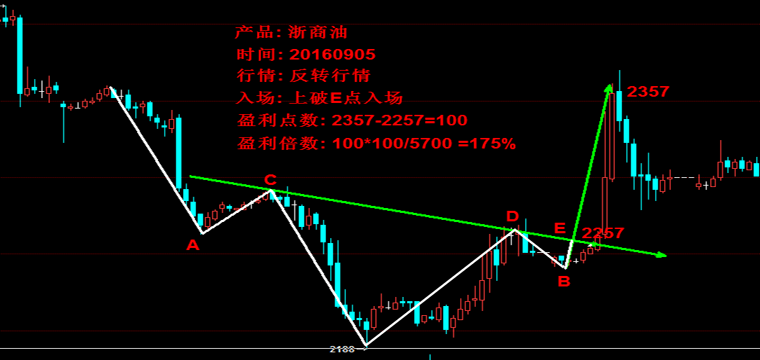 产品: 浙商油
时间: 20160905
行情: 反转行情
入场: 上破E点入场
盈利点数: 2357-2257=100
盈利倍数: 100*100/5700 =175%
2357
C
D
E
2257
A
B
2188